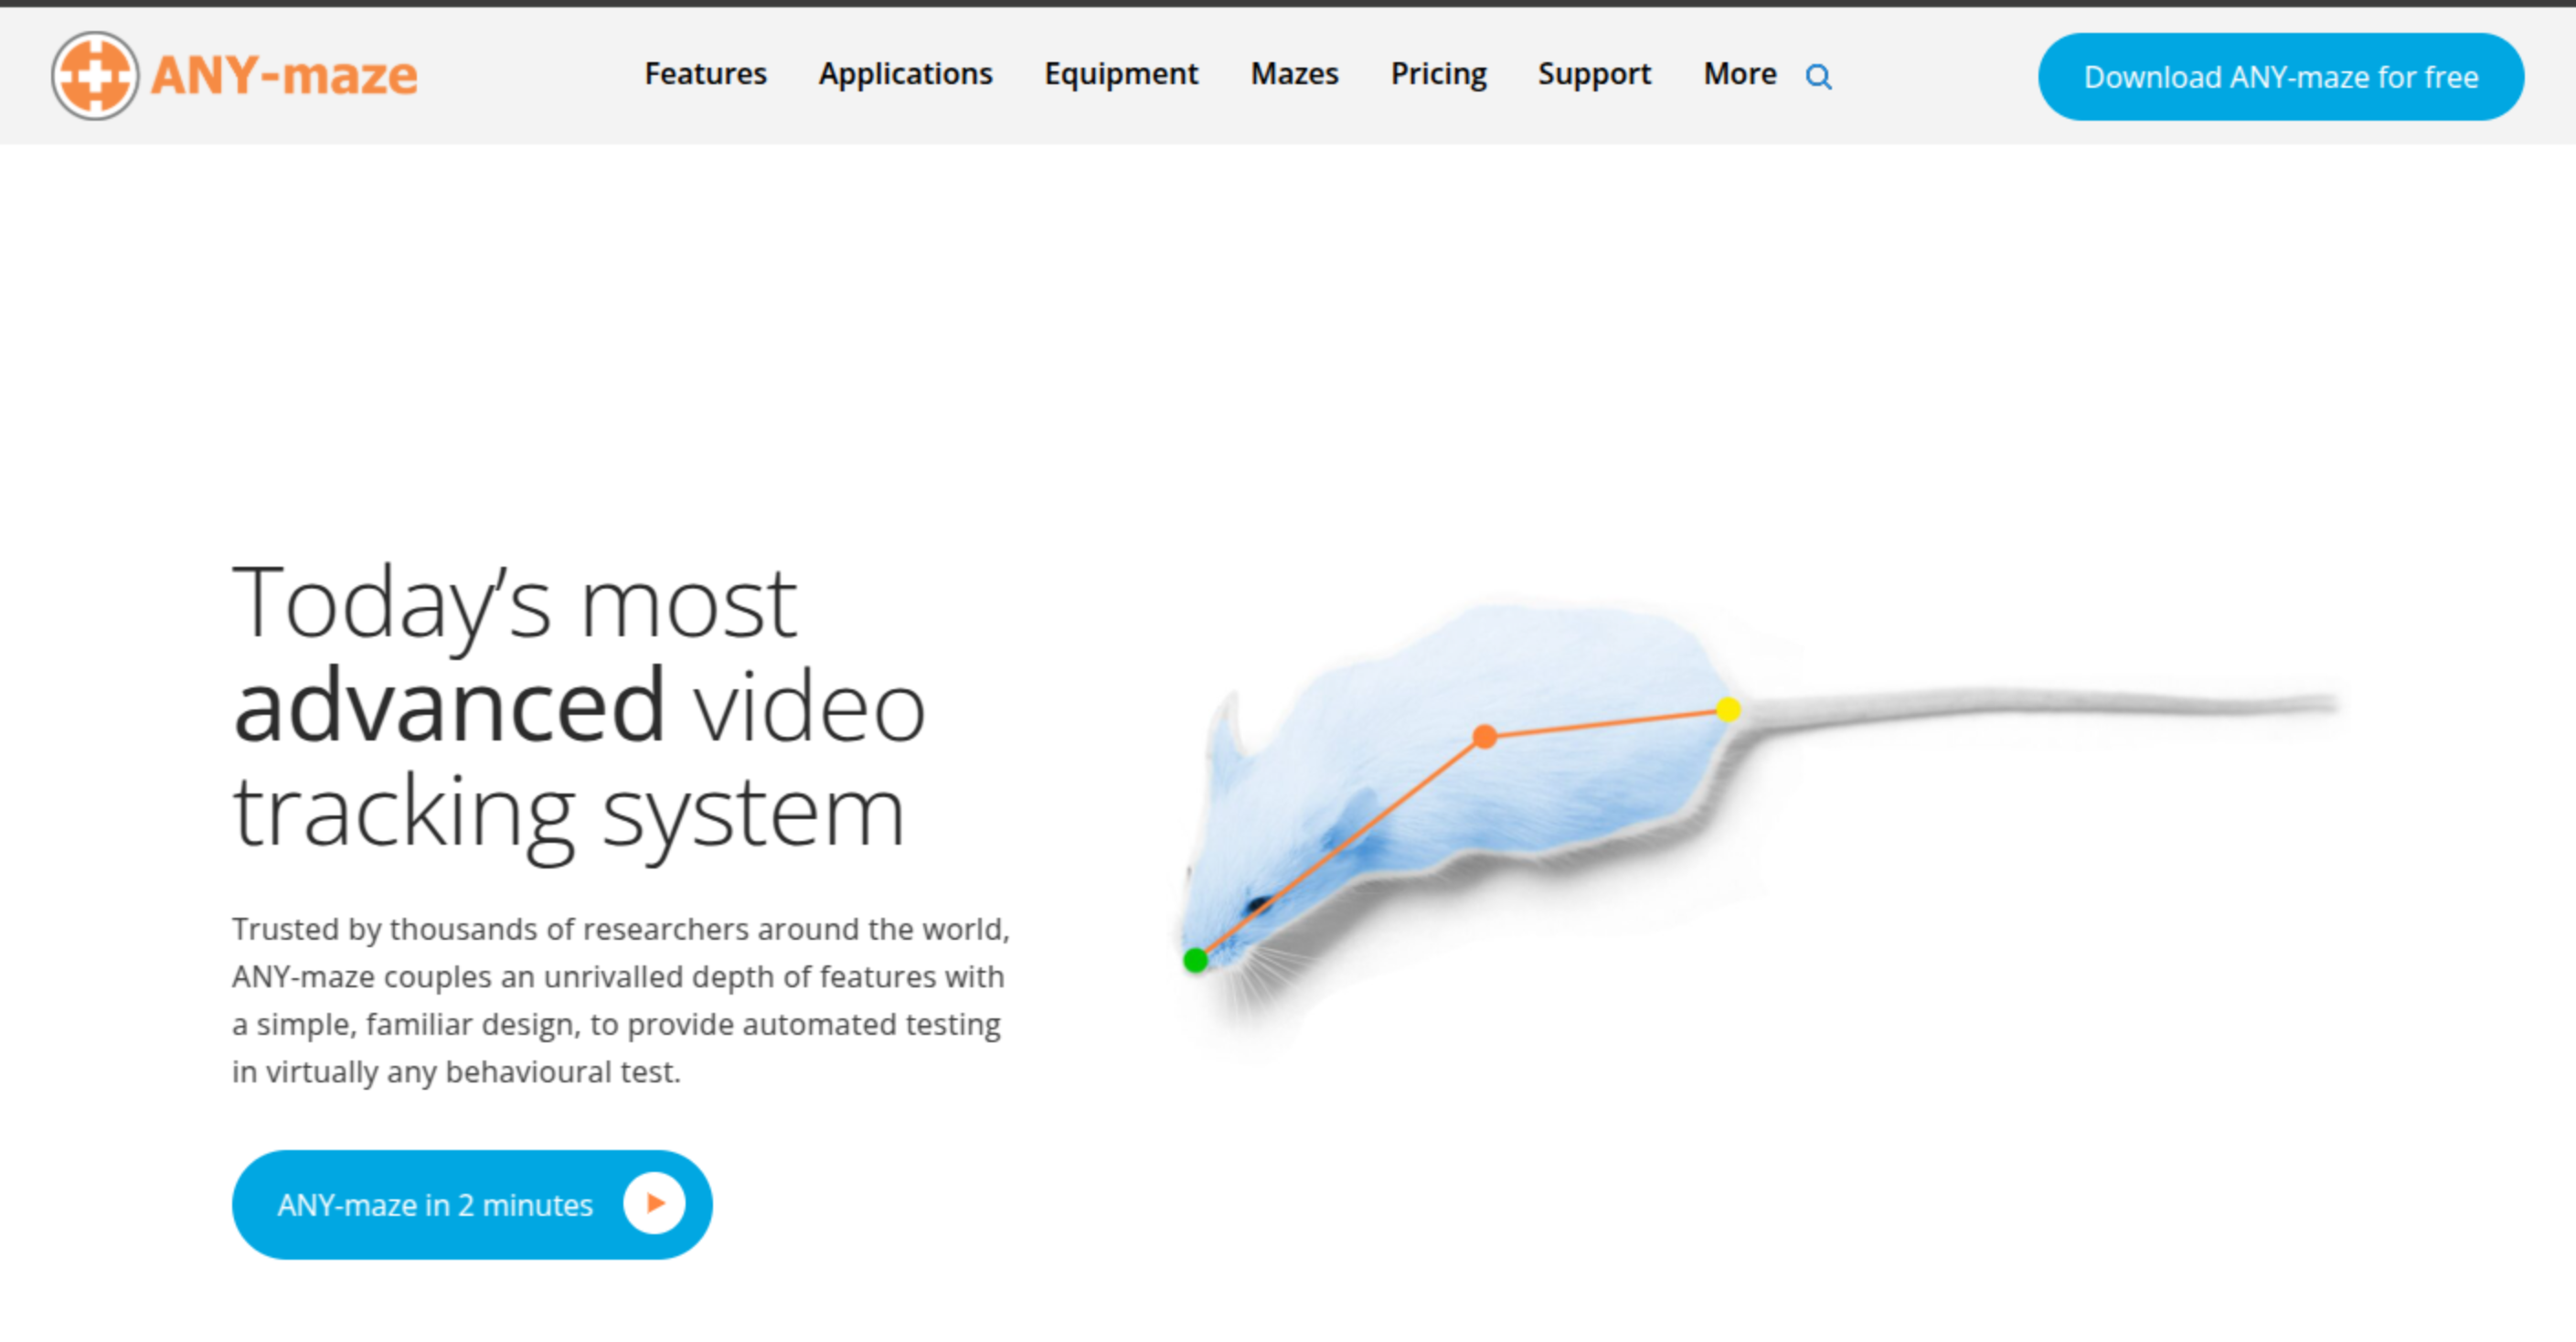 ANY-maze
Features
Applications
Equipment
Mazes
Pricing
Support
More
Download ANY-maze for free
Today’s most
advanced video
tracking system
Trusted by thousands of researchers around the world,
ANY-maze couples an unrivalled depth of features with
a simple, familiar design, to provide automated testing
in virtually any behavioural test.
ANY-maze in 2 minutes